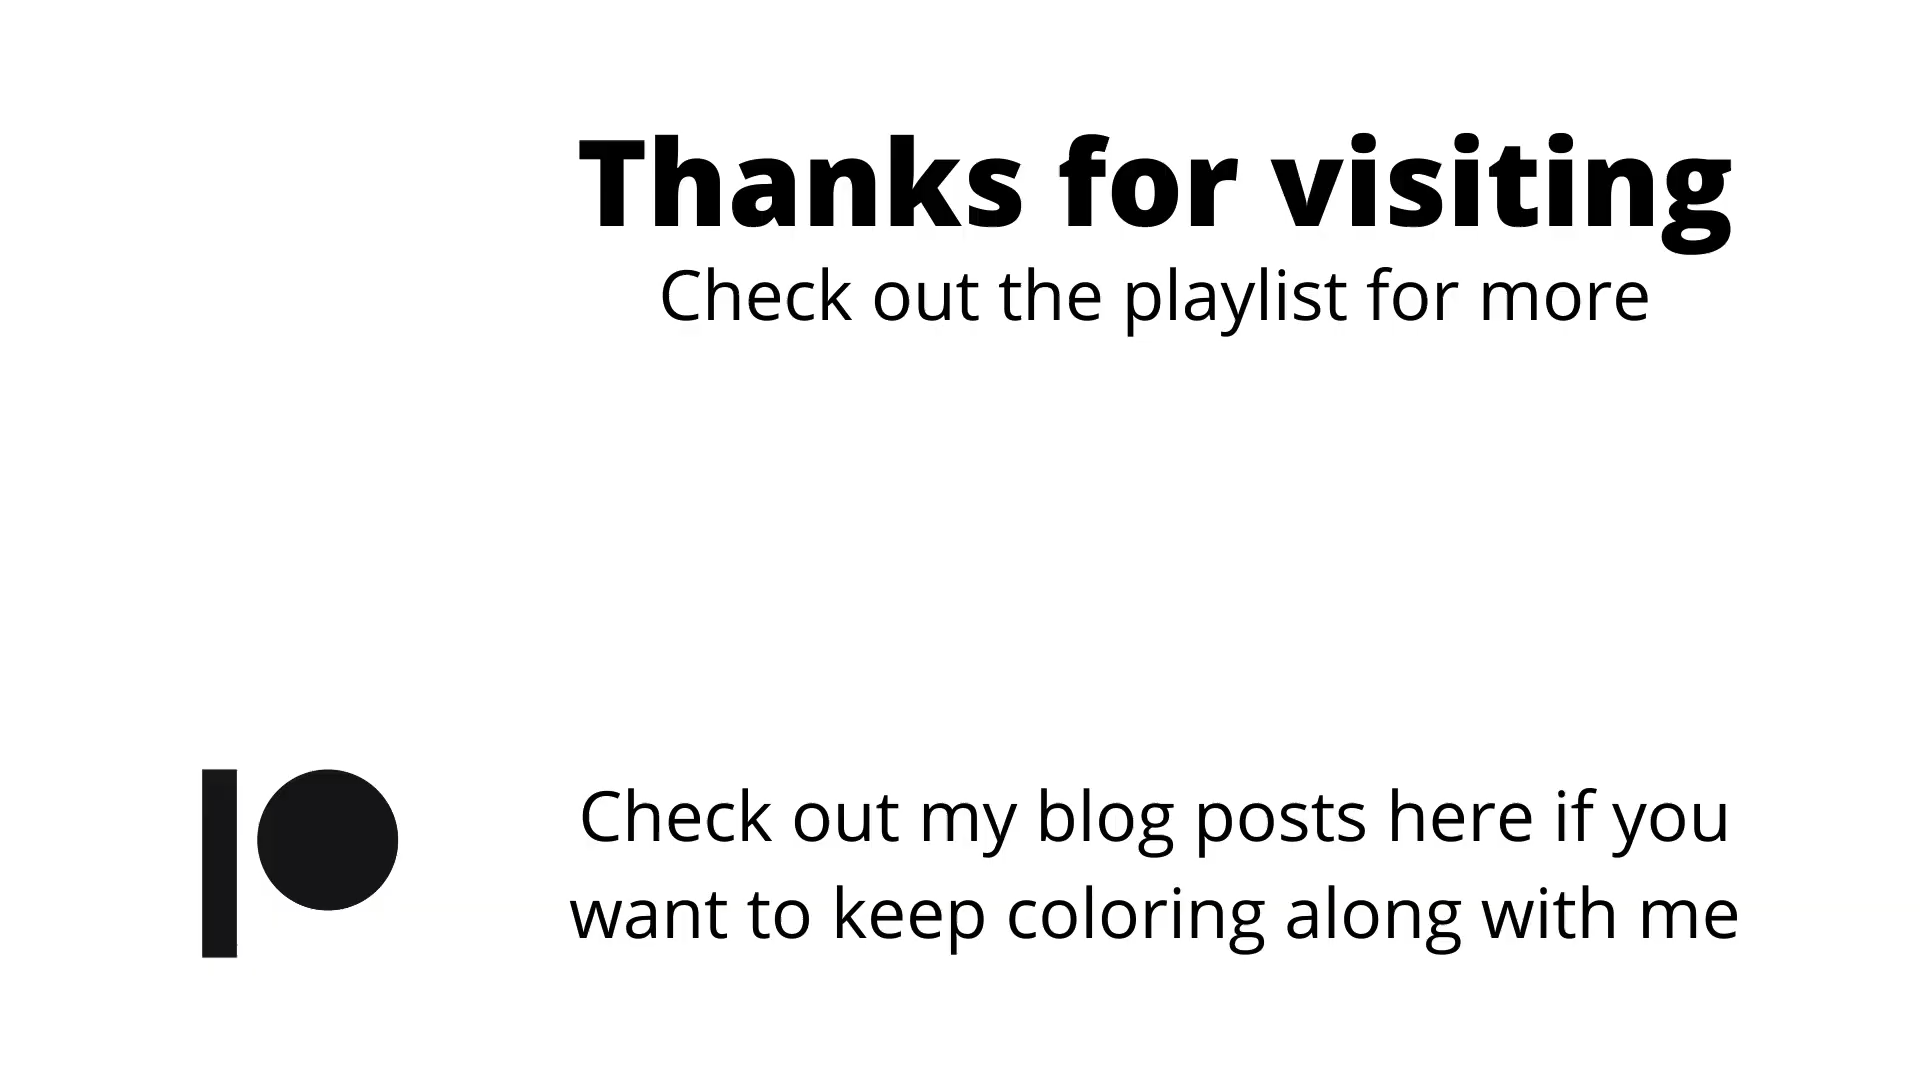 Thanks for visiting
Check out the playlist for more
Check out my blog posts here if you
want to keep coloring along with me